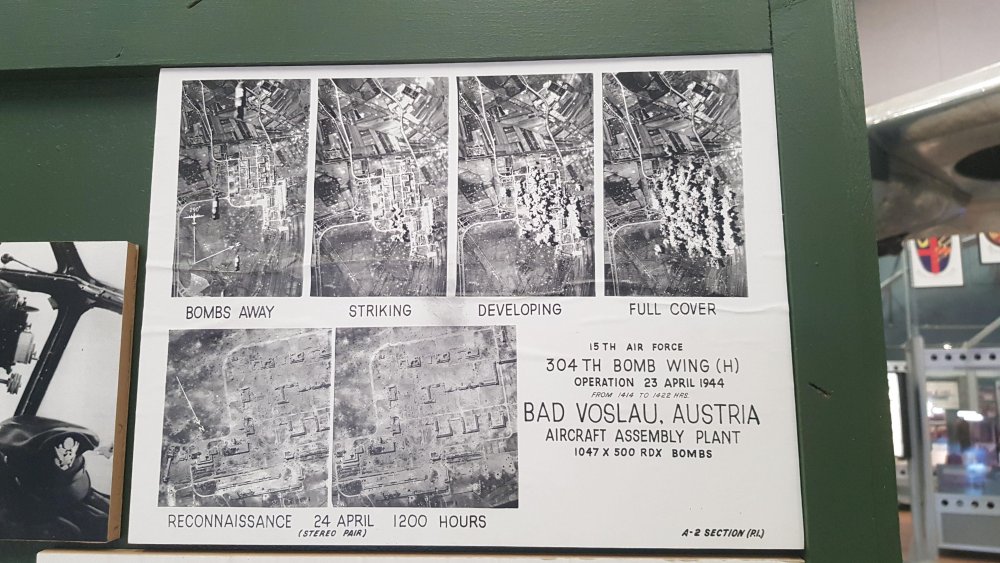 BOMBS AWAY
STRIKING
DEVELOPING
FULL COVER
15TH AIR FORCE
304TH BOMB WING (H)
OPERATION 23 APRIL 1944
FROM 1414 TO 1422 HRS.
BAD VOSLAU, AUSTRIA
AIRCRAFT ASSEMBLY PLANT
1047 X 500 RDX BOMBS
RECONNAISSANCE 24 APRIL 1200 HOURS
(STEREO PAIR)
A-2 SECTION (P.I.)